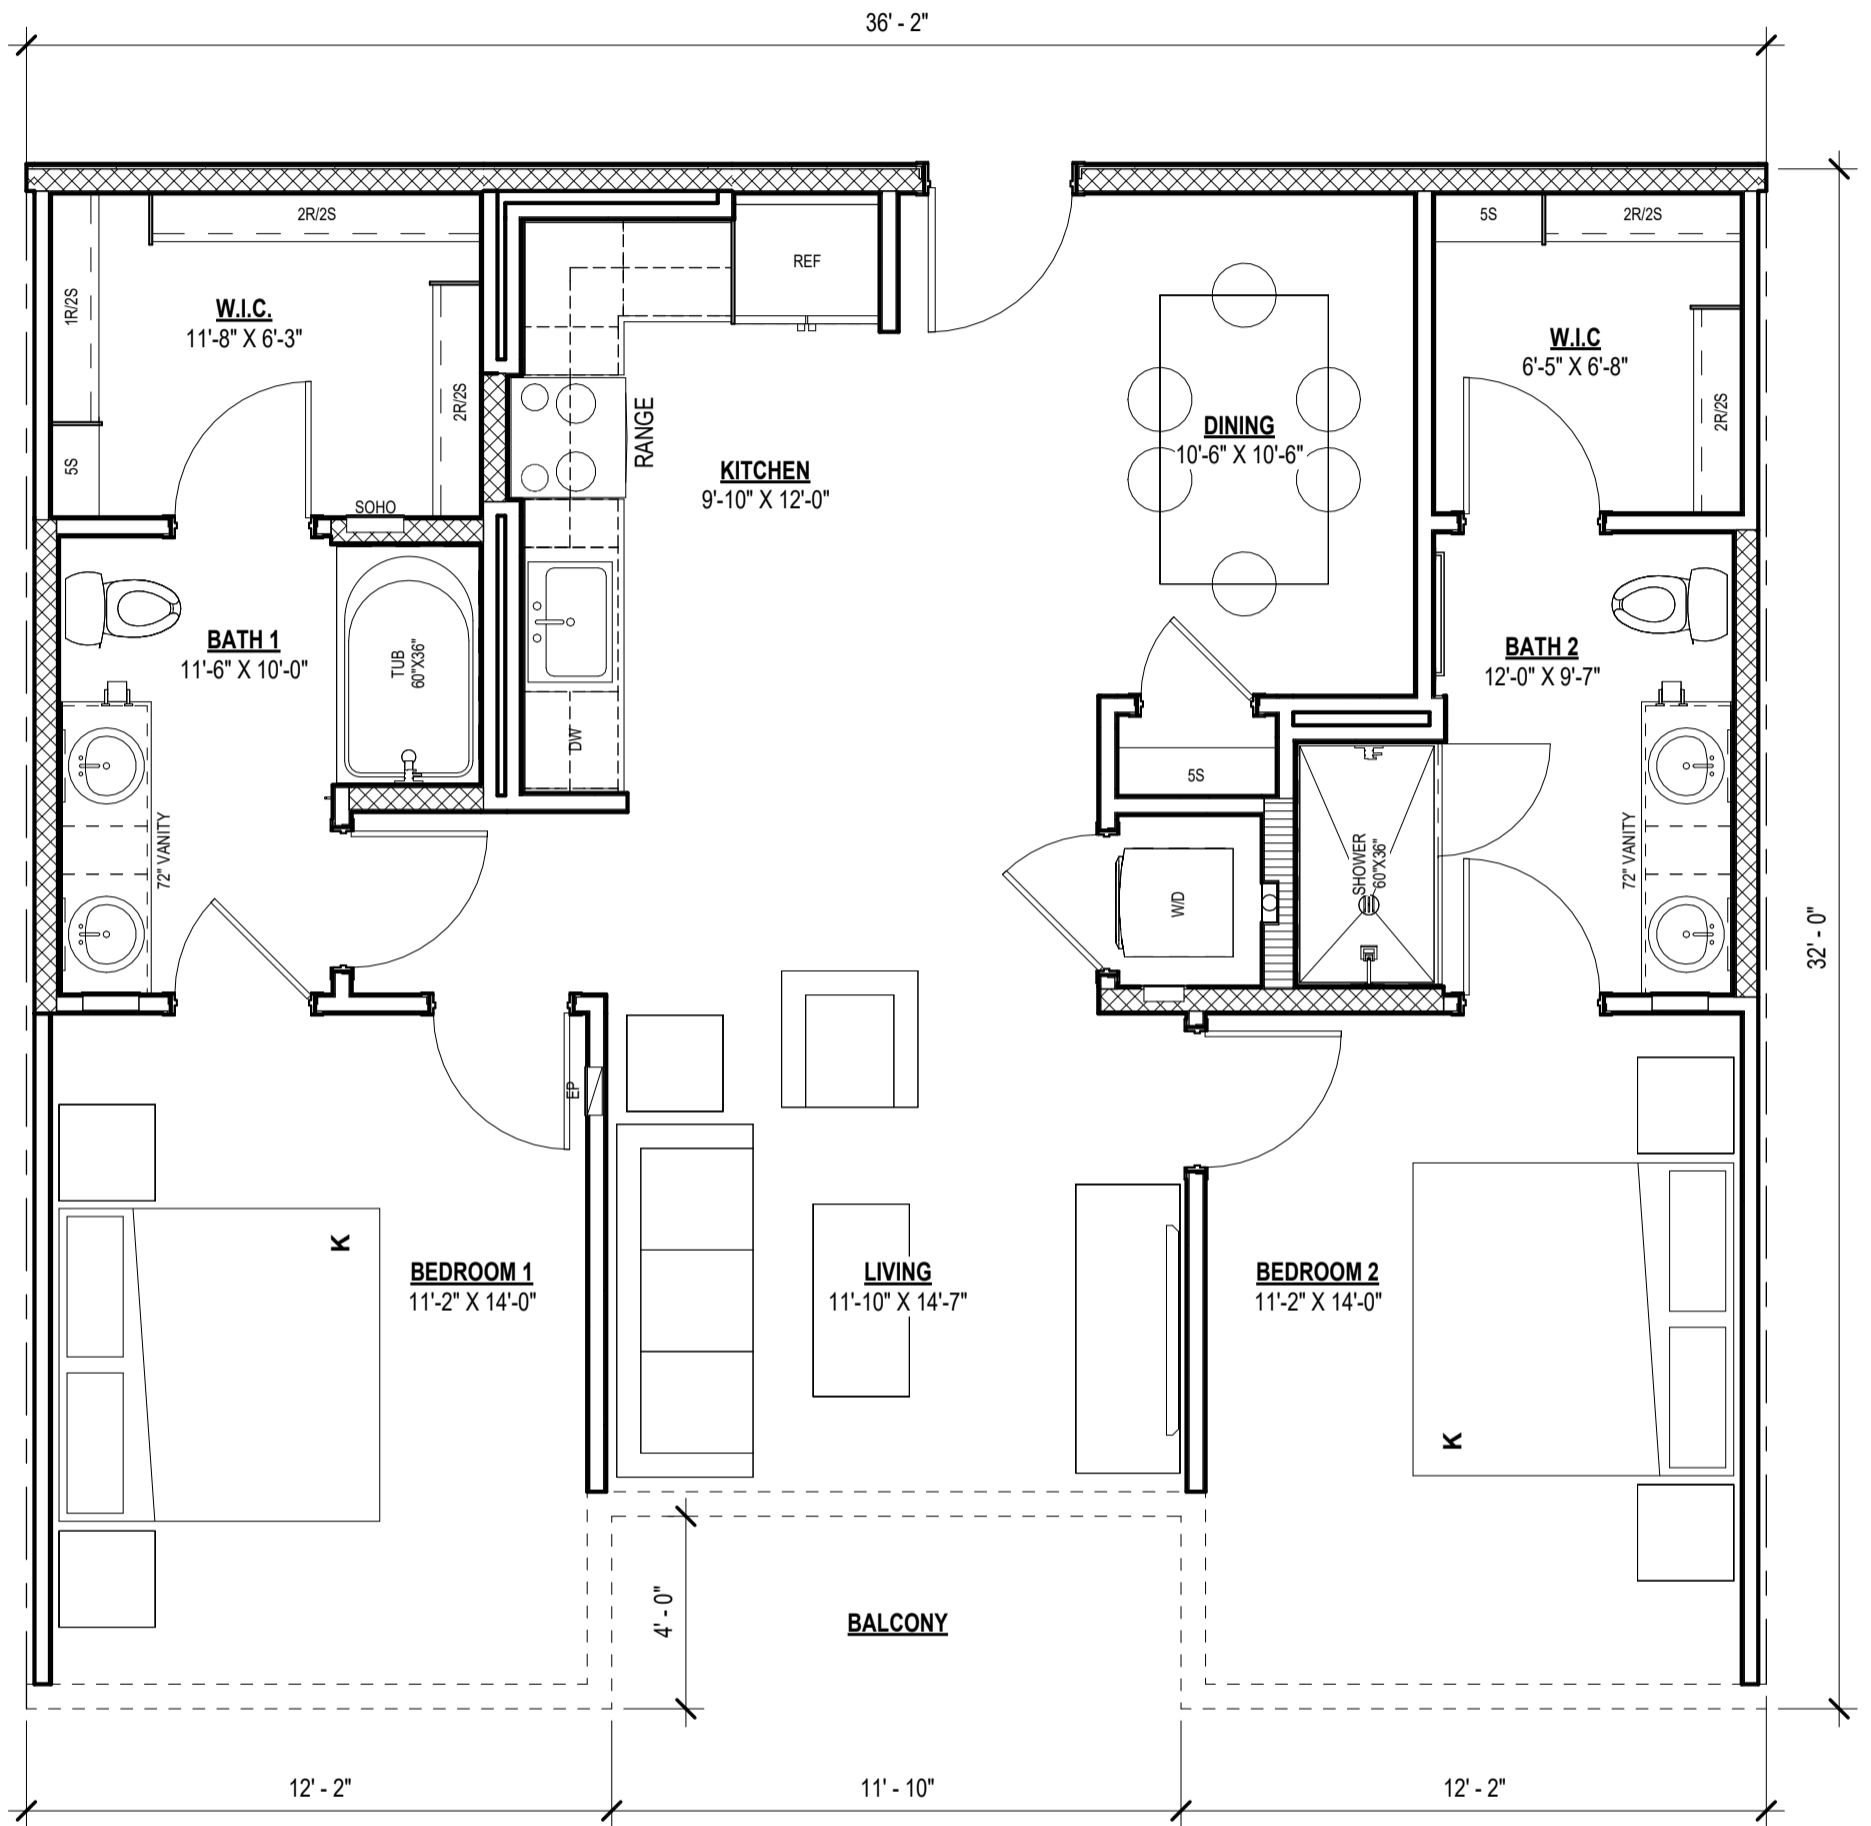 36' - 2"
2R/2S
5S
2R/2S
REF
1R/2S
W.I.C.
11'-8" X 6'-3"
2R/2S
W.I.C
6'-5" X 6'-8"
2R/2S
RANGE
DINING
10'-6" X 10'-6"
5S
KITCHEN
9'-10" X 12'-0"
SOHO
BATH 1
11'-6" X 10'-0"
TUB
60"X36"
BATH 2
12'-0" X 9'-7"
DW
5S
72" VANITY
SHOWER
60"X36"
72" VANITY
W/D
32' - 0"
EP
K
BEDROOM 1
11'-2" X 14'-0"
LIVING
11'-10" X 14'-7"
BEDROOM 2
11'-2" X 14'-0"
K
4' - 0"
BALCONY
12' - 2"
11' - 10"
12' - 2"